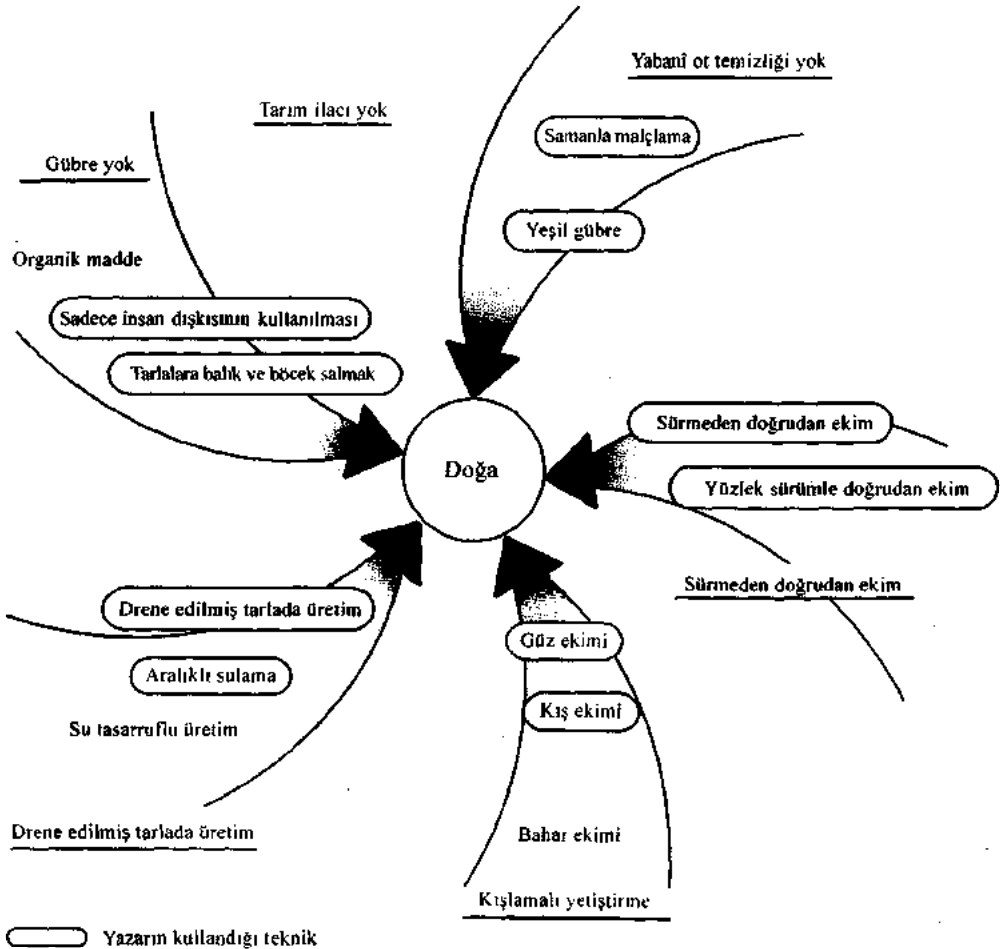 Yabanî ot temizliği yok
Tarım ilacı yok
Samanla malçlama
Gübre yok
Yeşil gübre
Organik madde
Sadece insan dışkısının kullanılması
Tarlalara balık ve böcek salmak
Sürmeden doğrudan ekim
Doğa
Yüzlek sürümle doğrudan ekim
Sürmeden doğrudan ekim
Drene edilmiş tarlada üretim
Güz ekimi
Aralıklı sulama
Kış ekimi
Su tasarruflu üretim
Drene edilmiş tarlada üretim
Bahar ekimi
Kışlamalı yetiştirme
Yazarın kullandığı teknik